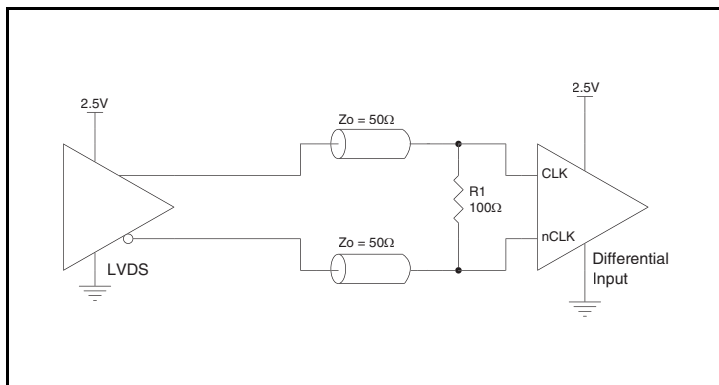 2.5V
2.5V
Zo = 50Ω
CLK
R1
100Ω
Zo = 50Ω
nCLK
LVDS
Differential
Input